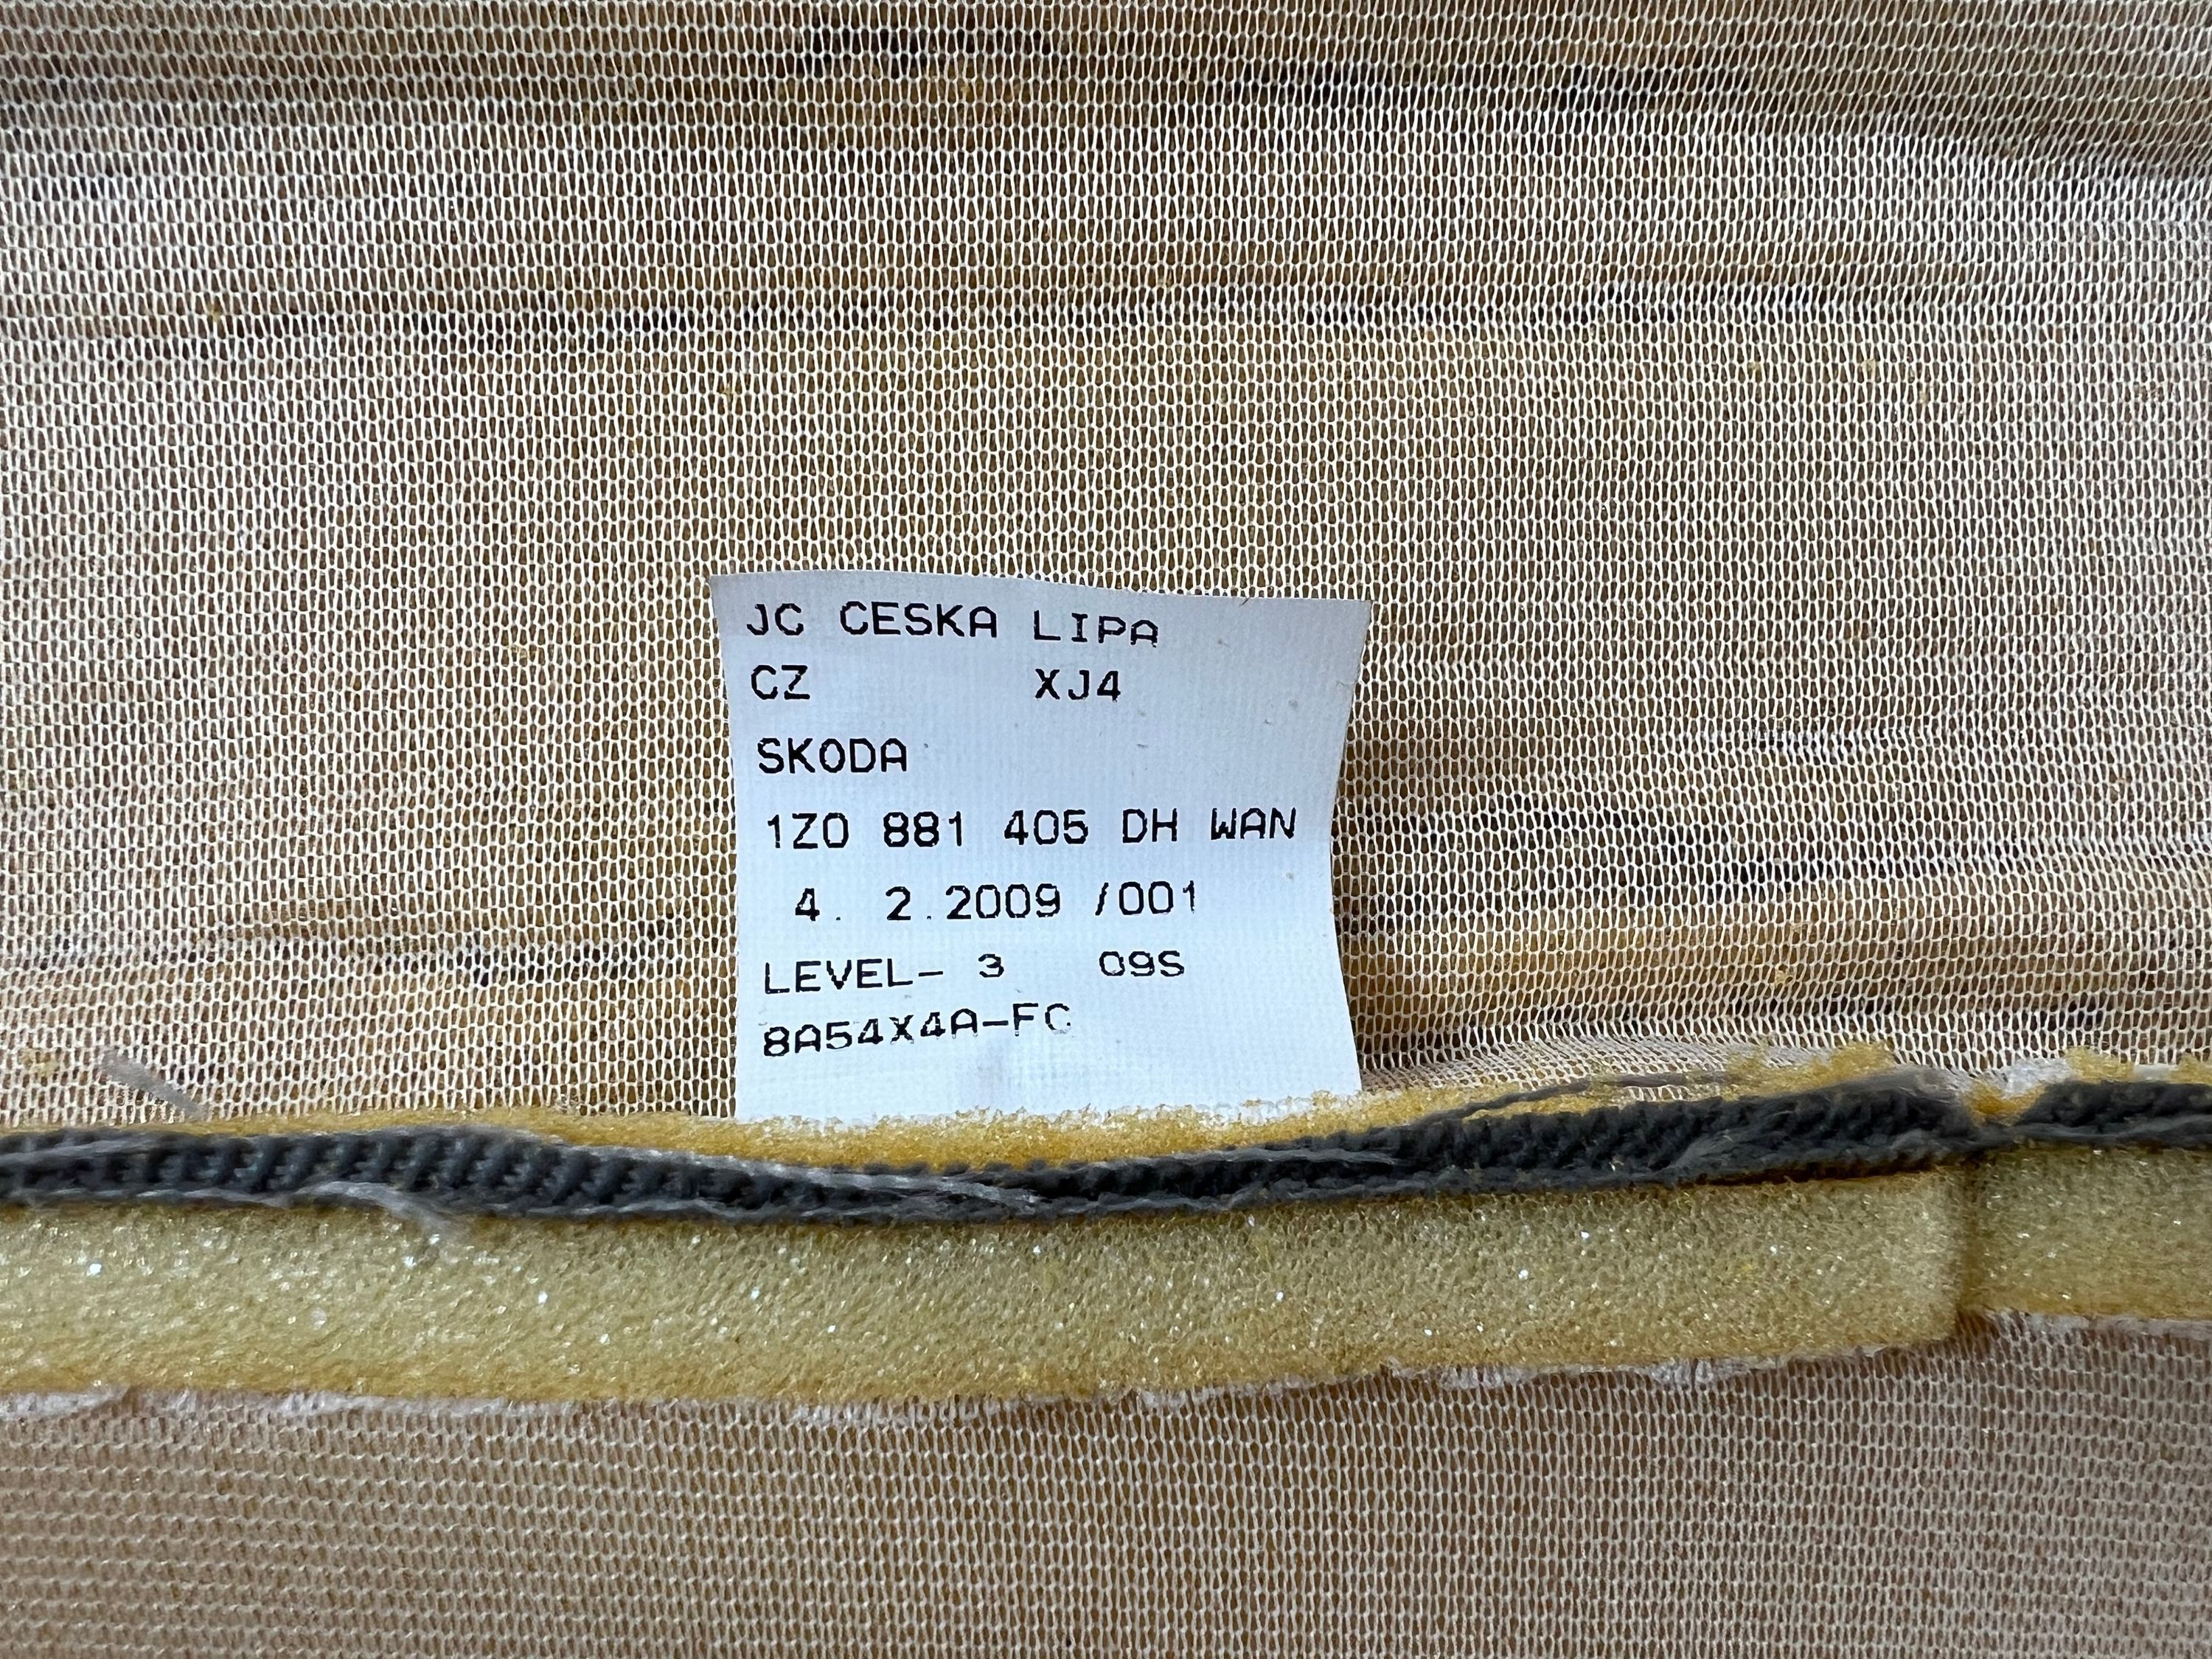 JC CESKA LIPA
CZ XJ4
SKODA
1Z0 881 405 DH WAN
4. 2.2009 /001
LEVEL- 3 09S
8A54X4A-FC